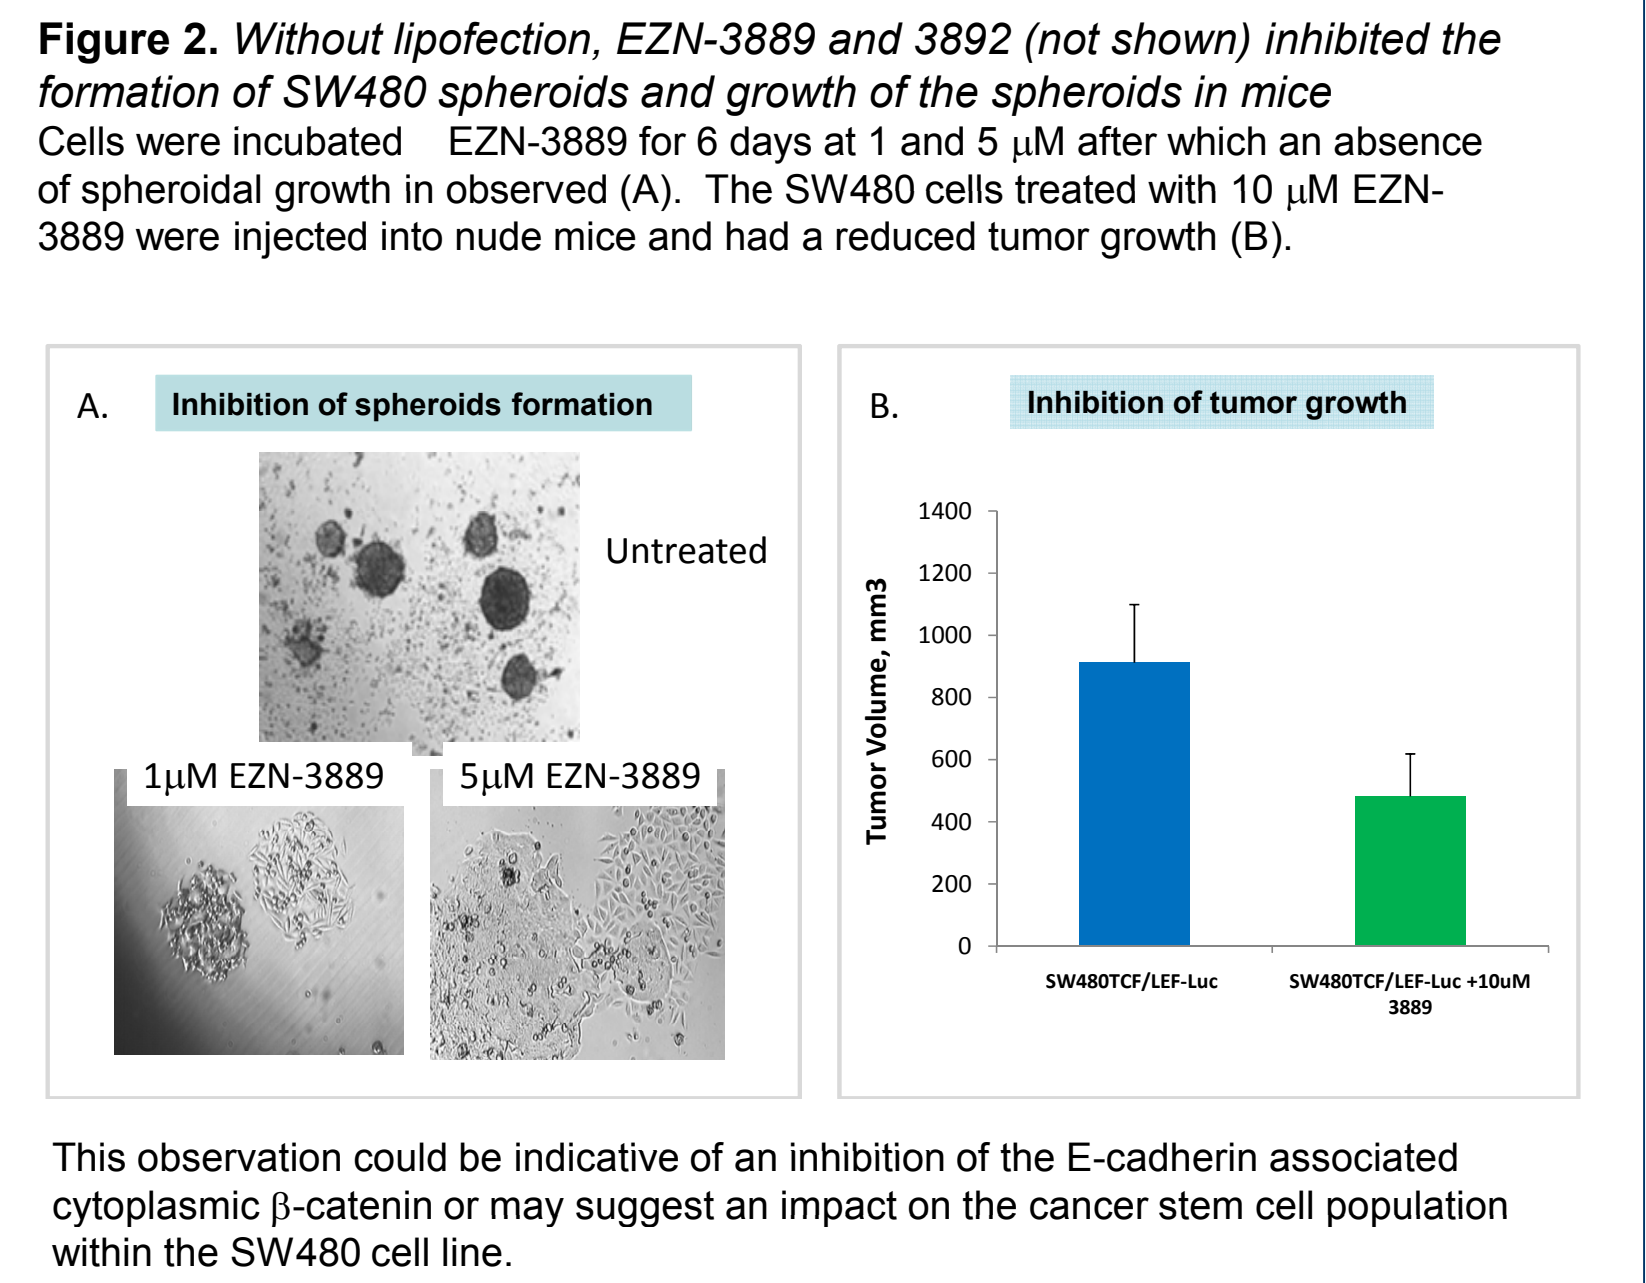 Figure 2. Without lipofection, EZN-3889 and 3892 (not shown) inhibited the
formation of SW480 spheroids and growth of the spheroids in mice
Cells were incubated EZN-3889 for 6 days at 1 and 5 μM after which an absence
of spheroidal growth in observed (A). The SW480 cells treated with 10 μM EZN-
3889 were injected into nude mice and had a reduced tumor growth (B).
A.
Inhibition of spheroids formation
Untreated
1μM EZN-3889
5μM EZN-3889
B.
Inhibition of tumor growth
Tumor Volume, mm3
1400
1200
1000
800
600
400
200
0
SW480TCF/LEF-Luc
SW480TCF/LEF-Luc +10uM
3889
This observation could be indicative of an inhibition of the E-cadherin associated
cytoplasmic β-catenin or may suggest an impact on the cancer stem cell population
within the SW480 cell line.